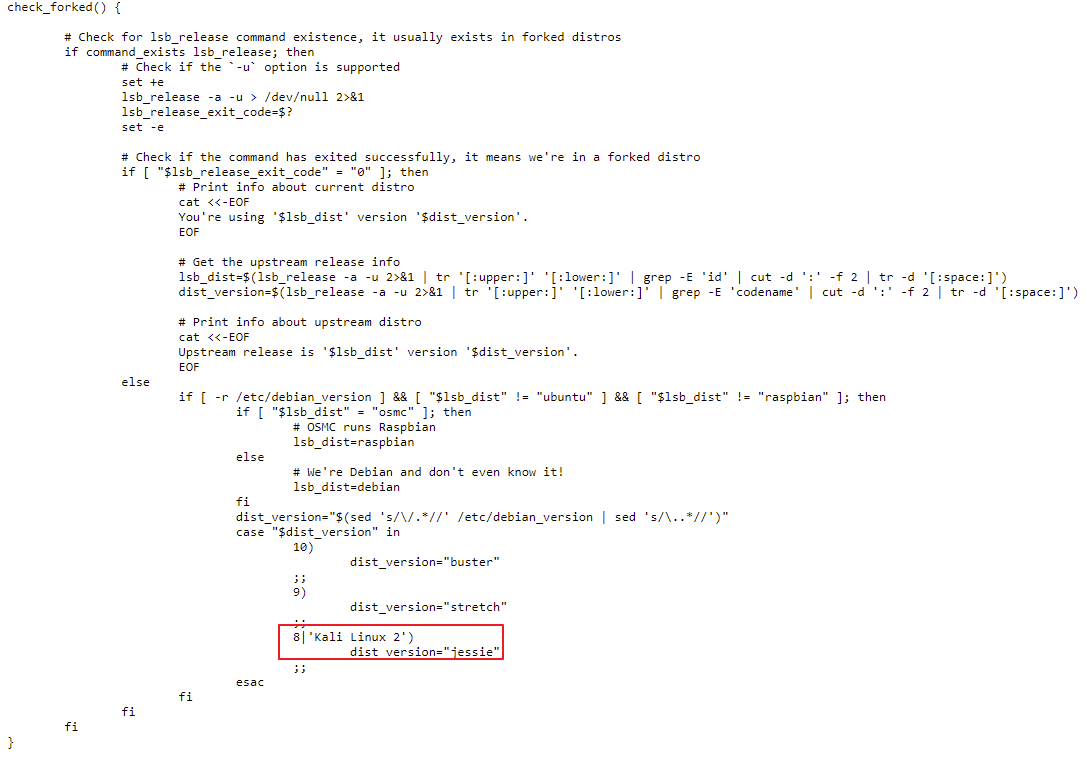 check_forked() {

	# Check for lsb_release command existence, it usually exists in forked distros
	if command_exists lsb_release; then
		# Check if the `-u` option is supported
		set +e
		lsb_release -a -u > /dev/null 2>&1
		lsb_release_exit_code=$?
		set -e

		# Check if the command has exited successfully, it means we're in a forked distro
		if [ "$lsb_release_exit_code" = "0" ]; then
			# Print info about current distro
			cat <<-EOF
			You're using '$lsb_dist' version '$dist_version'.
			EOF

			# Get the upstream release info
			lsb_dist=$(lsb_release -a -u 2>&1 | tr '[:upper:]' '[:lower:]' | grep -E 'id' | cut -d ':' -f 2 | tr -d '[:space:]')
			dist_version=$(lsb_release -a -u 2>&1 | tr '[:upper:]' '[:lower:]' | grep -E 'codename' | cut -d ':' -f 2 | tr -d '[:space:]')

			# Print info about upstream distro
			cat <<-EOF
			Upstream release is '$lsb_dist' version '$dist_version'.
			EOF
		else
			if [ -r /etc/debian_version ] && [ "$lsb_dist" != "ubuntu" ] && [ "$lsb_dist" != "raspbian" ]; then
				if [ "$lsb_dist" = "osmc" ]; then
					# OSMC runs Raspbian
					lsb_dist=raspbian
				else
					# We're Debian and don't even know it!
					lsb_dist=debian
				fi
				dist_version="$(sed 's/\/.*//' /etc/debian_version | sed 's/\..*//')"
				case "$dist_version" in
					10)
						dist_version="buster"
					;;
					9)
						dist_version="stretch"
					;;
					8|'Kali Linux 2')
						dist_version="jessie"
					;;
				esac
			fi
		fi
	fi
}